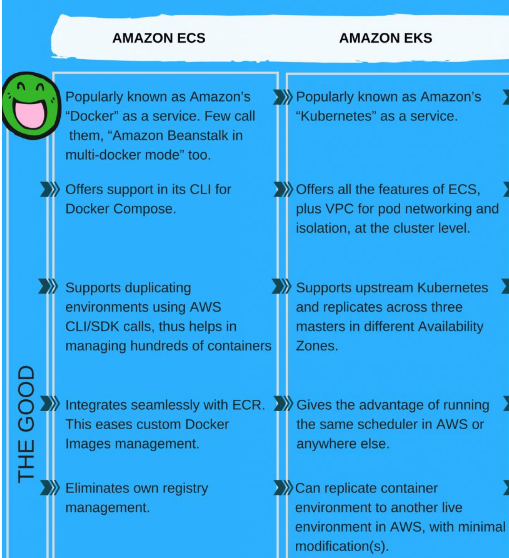 AMAZON ECS
AMAZON EKS
THE GOOD
Popularly known as Amazon's
"Docker" as a service. Few call
them, "Amazon Beanstalk in
multi-docker mode" too.
Offers support in its CLI for
Docker Compose.
Supports duplicating
environments using AWS
CLI/SDK calls, thus helps in
managing hundreds of containers
Integrates seamlessly with ECR.
This eases custom Docker
Images management.
Eliminates own registry
management.
Popularly known as Amazon's
"Kubernetes" as a service.
Offers all the features of ECS,
plus VPC for pod networking and
isolation, at the cluster level.
Supports upstream Kubernetes
and replicates across three
masters in different Availability
Zones.
Gives the advantage of running
the same scheduler in AWS or
anywhere else.
Can replicate container
environment to another live
environment in AWS, with minimal
modification(s).